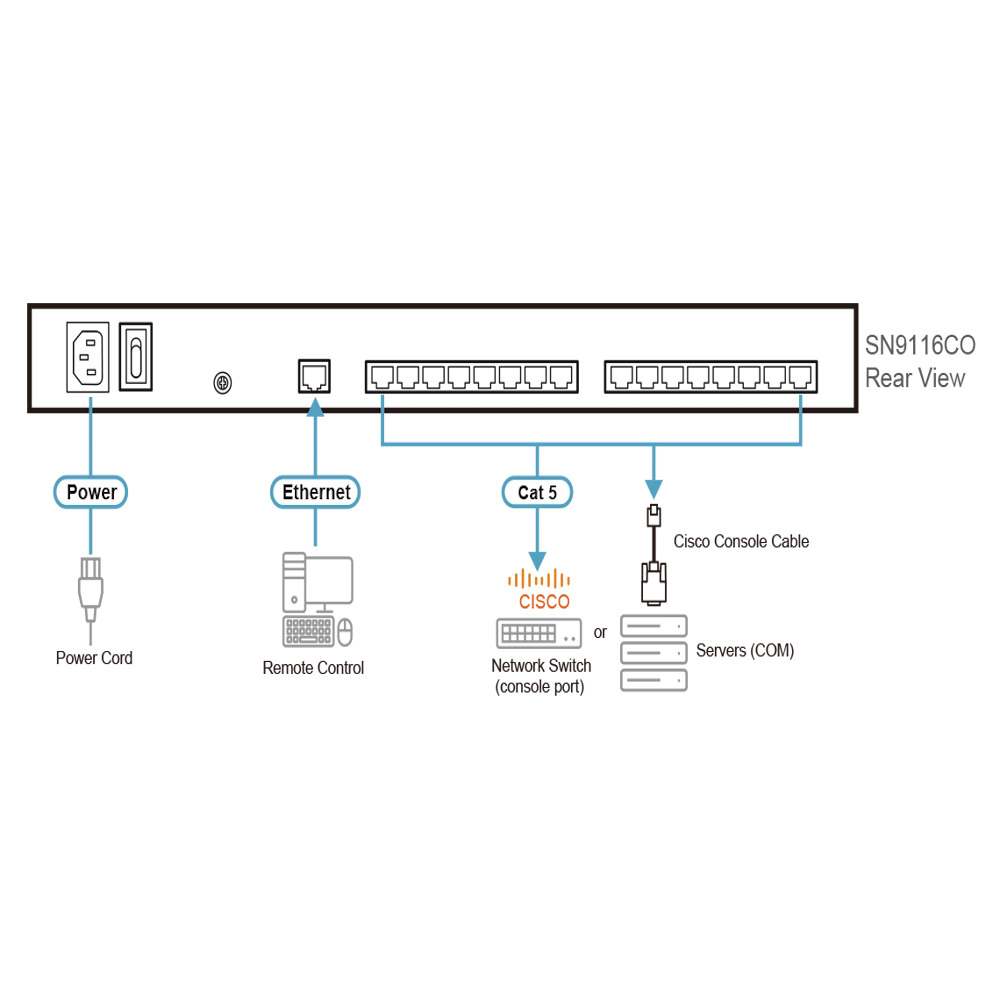 SN9116CO
Rear View
Power
Ethernet
Cat 5
Cisco Console Cable
CISCO
or
Servers (COM)
Power Cord
Remote Control
Network Switch
(console port)